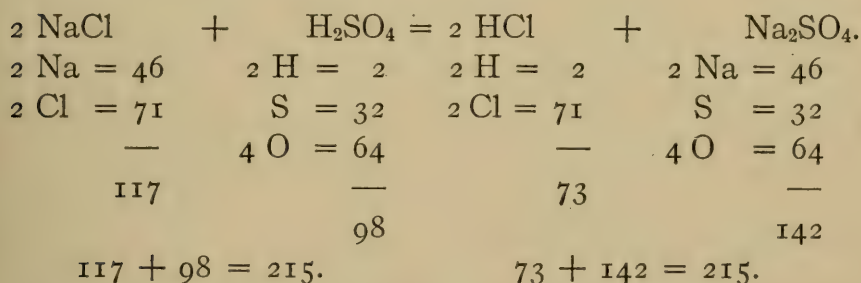 2 NaCl + H₂SO₄ = 2 HCl + Na₂SO₄.
2 Na = 46 2 H = 2 2 H = 2 2 Na = 46
2 Cl = 71 S = 32 2 Cl = 71 S = 32
— 4 O = 64 — 4 O = 64
117 — 73 —
98 142
117 + 98 = 215. 73 + 142 = 215.